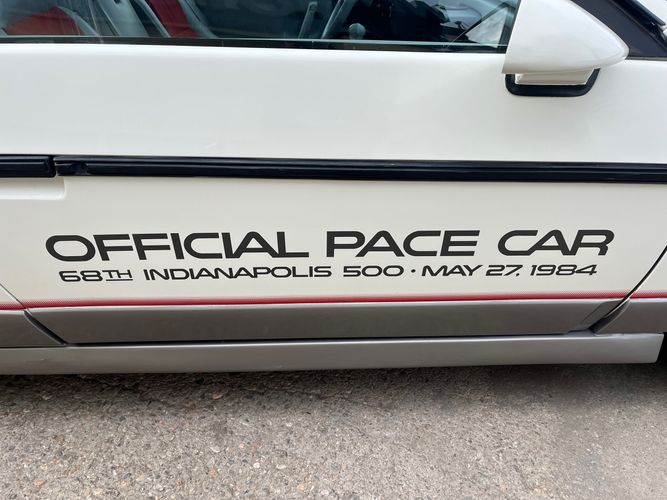 OFFICIAL PACE CAR
68TH INDIANAPOLIS 500 · MAY 27, 1984